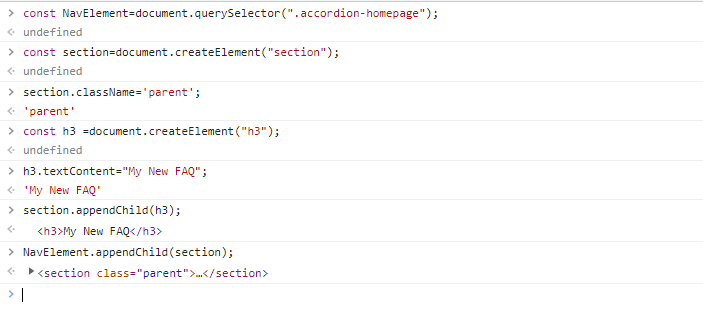 const NavElement=document.querySelector(".accordion-homepage");
undefined
const section=document.createElement("section");
undefined
section.className='parent';
'parent'
const h3 =document.createElement("h3");
undefined
h3.textContent="My New FAQ";
'My New FAQ'
section.appendChild(h3);
<h3>My New FAQ</h3>
NavElement.appendChild(section);
<section class="parent">…</section>